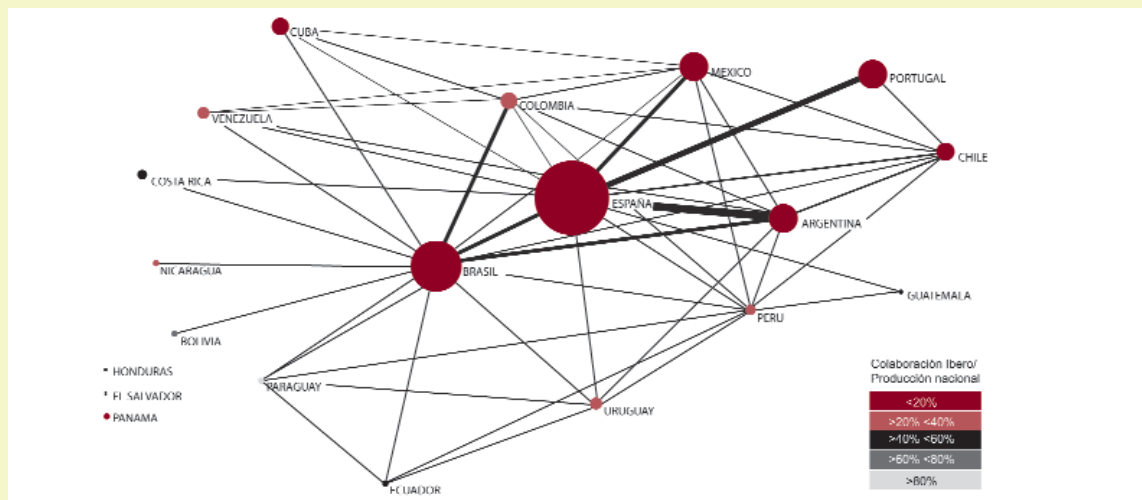 CUBA
MEXICO
PORTUGAL
COLOMBIA
VENEZUELA
CHILE
COSTA RICA
ESPAÑA
ARGENTINA
NICARAGUA
BRASIL
GUATEMALA
PERU
BOLIVIA
HONDURAS
EL SALVADOR
PANAMA
PARAGUAY
URUGUAY
ECUADOR
Colaboración Ibero/
Producción nacional
<20%
>20% <40%
>40% <60%
>60% <80%
>80%